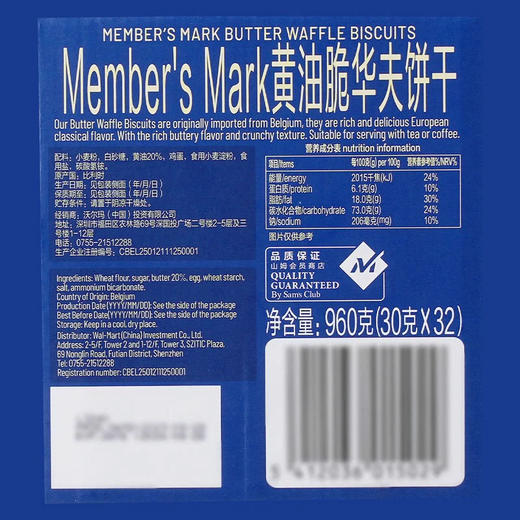 MEMBER'S MARK BUTTER WAFFLE BISCUITS
Member's Mark黄油脆华夫饼干
Our Butter Waffle Biscuits are originally imported from Belgium, they are rich and delicious European
classical flavor. With the rich buttery flavor and crunchy texture. Suitable for serving with tea or coffee.
配料：小麦粉，白砂糖，黄油20%，鸡蛋，食用小麦淀粉，食
用盐，碳酸氢铵。
原产国：比利时
生产日期：见包装侧面（年/月/日）
保质期至：见包装侧面（年/月/日）
贮存条件：请置于阴凉干燥处。
经销商：沃尔玛（中国）投资有限公司
地址：深圳市福田区农林路69号深国投广场二号楼2-5层及三
号楼1-12层
电话：0755-21512288
生产企业注册编号：CBEL25012111250001
Ingredients: Wheat flour, sugar, butter 20%, egg, wheat starch,
salt, ammonium bicarbonate.
Country of Origin: Belgium
Production Date (YYYY/MM/DD): See the side of the package
Best Before Date(YYYY/MM/DD): See the side of the package
Storage: Keep in a cool, dry place.
Distributor: Wal-Mart(China) Investment Co., Ltd.
Address: 2-5/F, Tower 2 and 1-12/F, Tower 3, SZITIC Plaza,
69 Nonglin Road, Futian District, Shenzhen
Tel: 0755-21512288
Registration number: CBEL25012111250001
营养成分表 nutrition information
项目/Items 每100克(g) per 100g 营养素参考值%/NRV%
能量/energy 2015千焦(kJ) 24%
蛋白质/protein 6.1克(g) 10%
脂肪/fat 18.0克(g) 30%
碳水化合物/carbohydrate 73.0克(g) 24%
钠/sodium 206毫克(mg) 10%
图片仅供参考
品质保证
山姆会员商店
QUALITY
GUARANTEED
By Sam's Club
M
净含量：960克(30克X32)
5 412036 015029